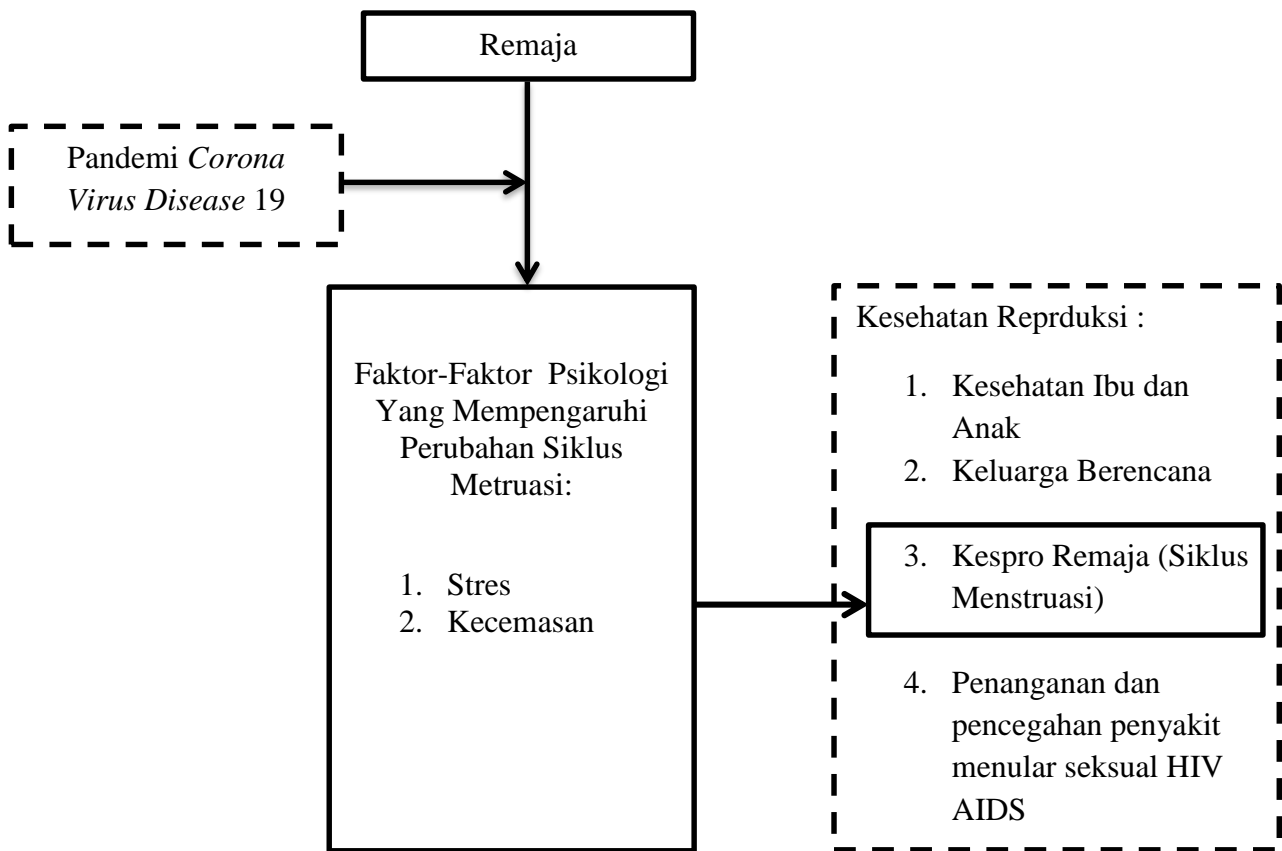 Remaja
Pandemi Corona
Virus Disease 19
Faktor-Faktor Psikologi
Yang Mempengaruhi
Perubahan Siklus
Metruasi:
1. Stres
2. Kecemasan
Kesehatan Reprduksi :
1. Kesehatan Ibu dan
Anak
2. Keluarga Berencana
3. Kespro Remaja (Siklus
Menstruasi)
4. Penanganan dan
pencegahan penyakit
menular seksual HIV
AIDS